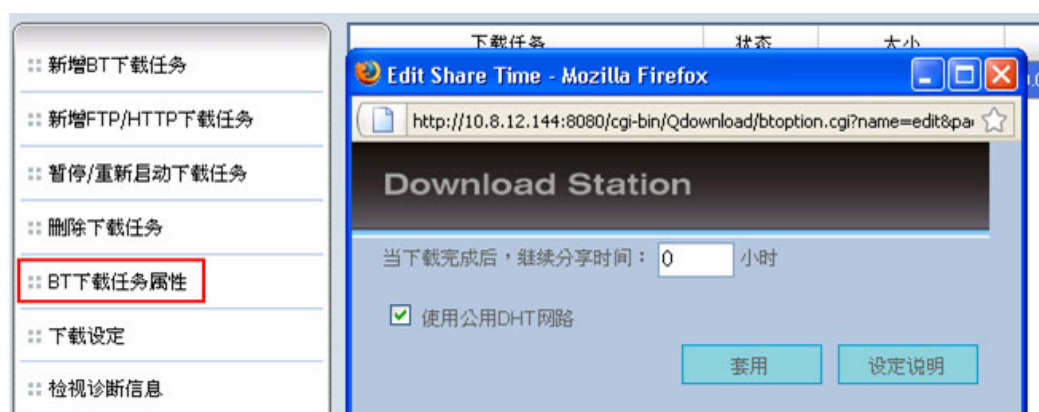 新增BT下载任务
新增FTP/HTTP下载任务
暂停/重新启动下载任务
删除下载任务
BT下载任务属性
下载设定
检视诊断信息
下载任务 状态 大小
Edit Share Time - Mozilla Firefox
http://10.8.12.144:8080/cgi-bin/Qdownload/btoption.cgi?name=edit&pa
Download Station
当下载完成后，继续分享时间： 0 小时
使用公用DHT网路
套用 设定说明